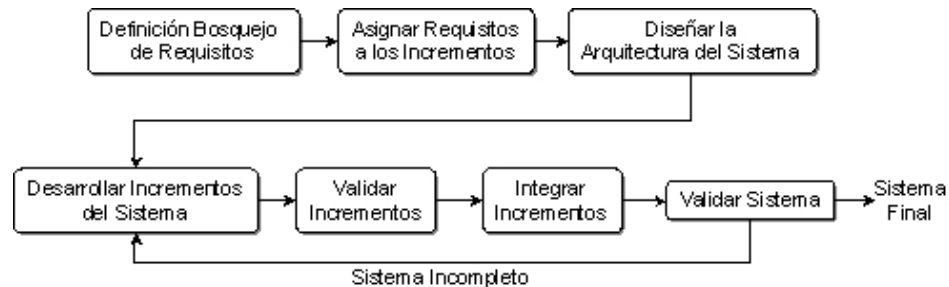 Definición Bosquejo
de Requisitos
Asignar Requisitos
a los Incrementos
Diseñar la
Arquitectura del Sistema
Desarrollar Incrementos
del Sistema
Validar
Incrementos
Integrar
Incrementos
Validar Sistema
Sistema
Final
Sistema Incompleto